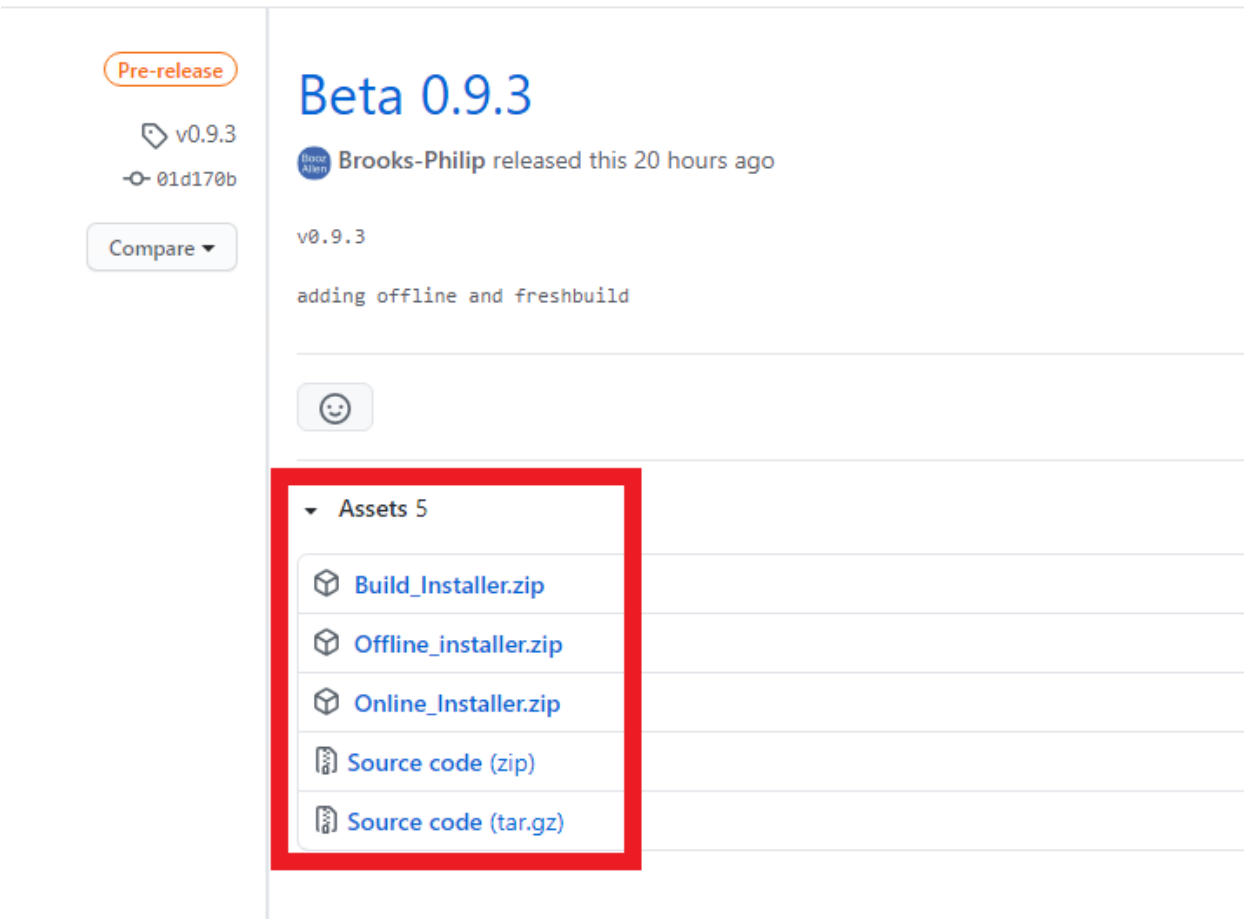 Pre-release
v0.9.3
01d170b
Compare
Beta 0.9.3
Booz
Allen
Brooks-Philip released this 20 hours ago
v0.9.3
adding offline and freshbuild
Assets 5
Build_Installer.zip
Offline_installer.zip
Online_Installer.zip
Source code (zip)
Source code (tar.gz)